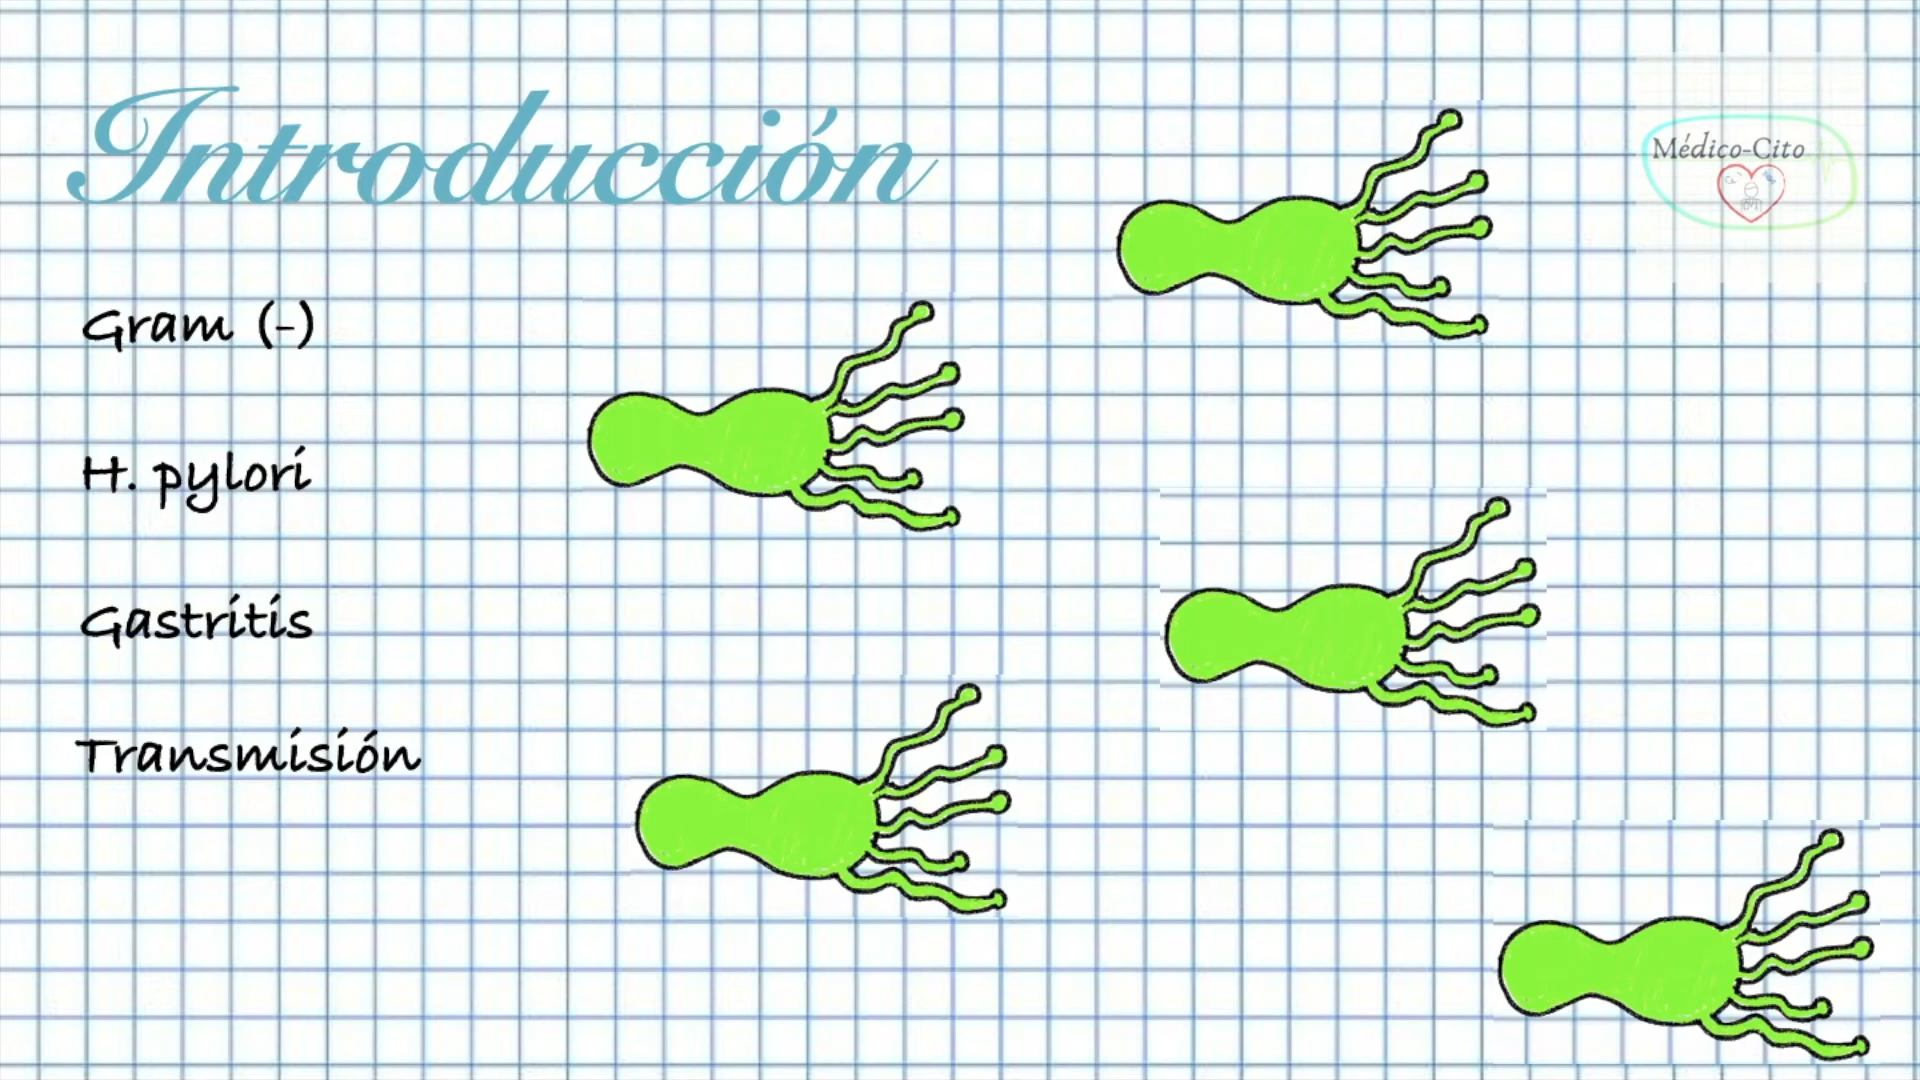 Introducción
Médico-Cito
Gram (-)
H. pylori
Gastritis
Transmisión